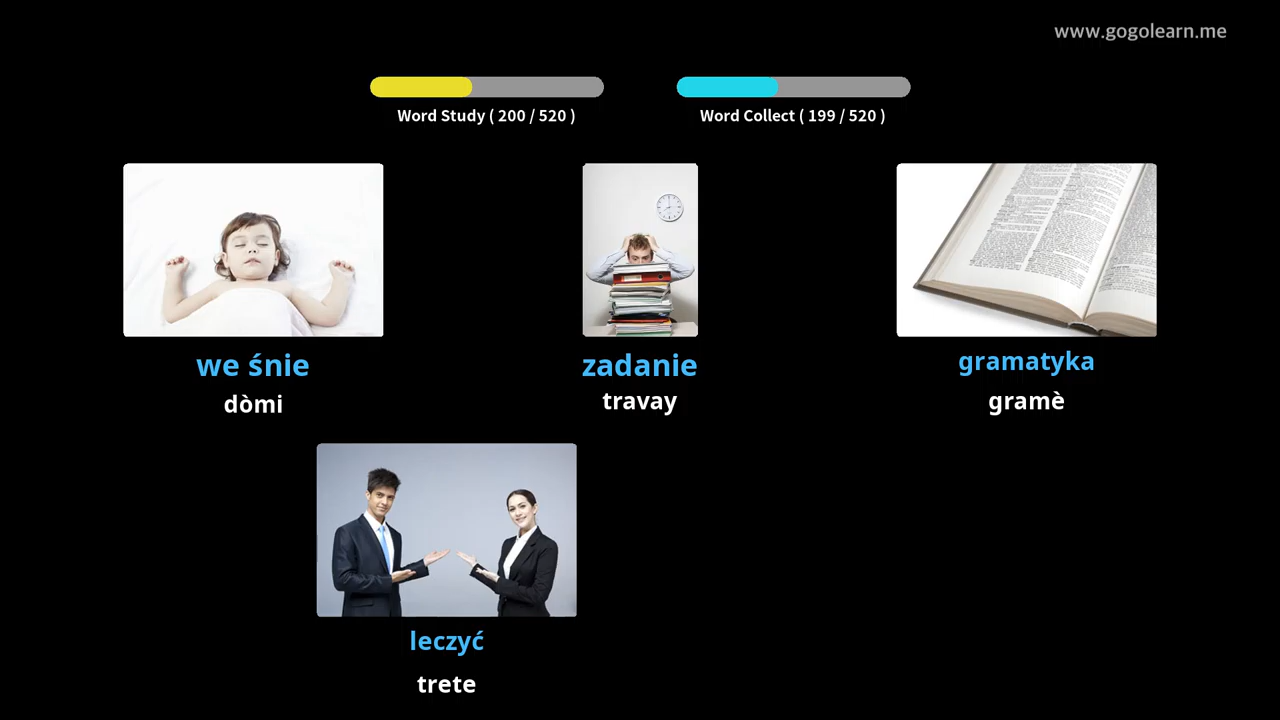 www.gogolearn.me
Word Study ( 200 / 520 )
Word Collect ( 199 / 520 )
we śnie
dòmi
zadanie
travay
gramatyka
gramè
leczyć
trete